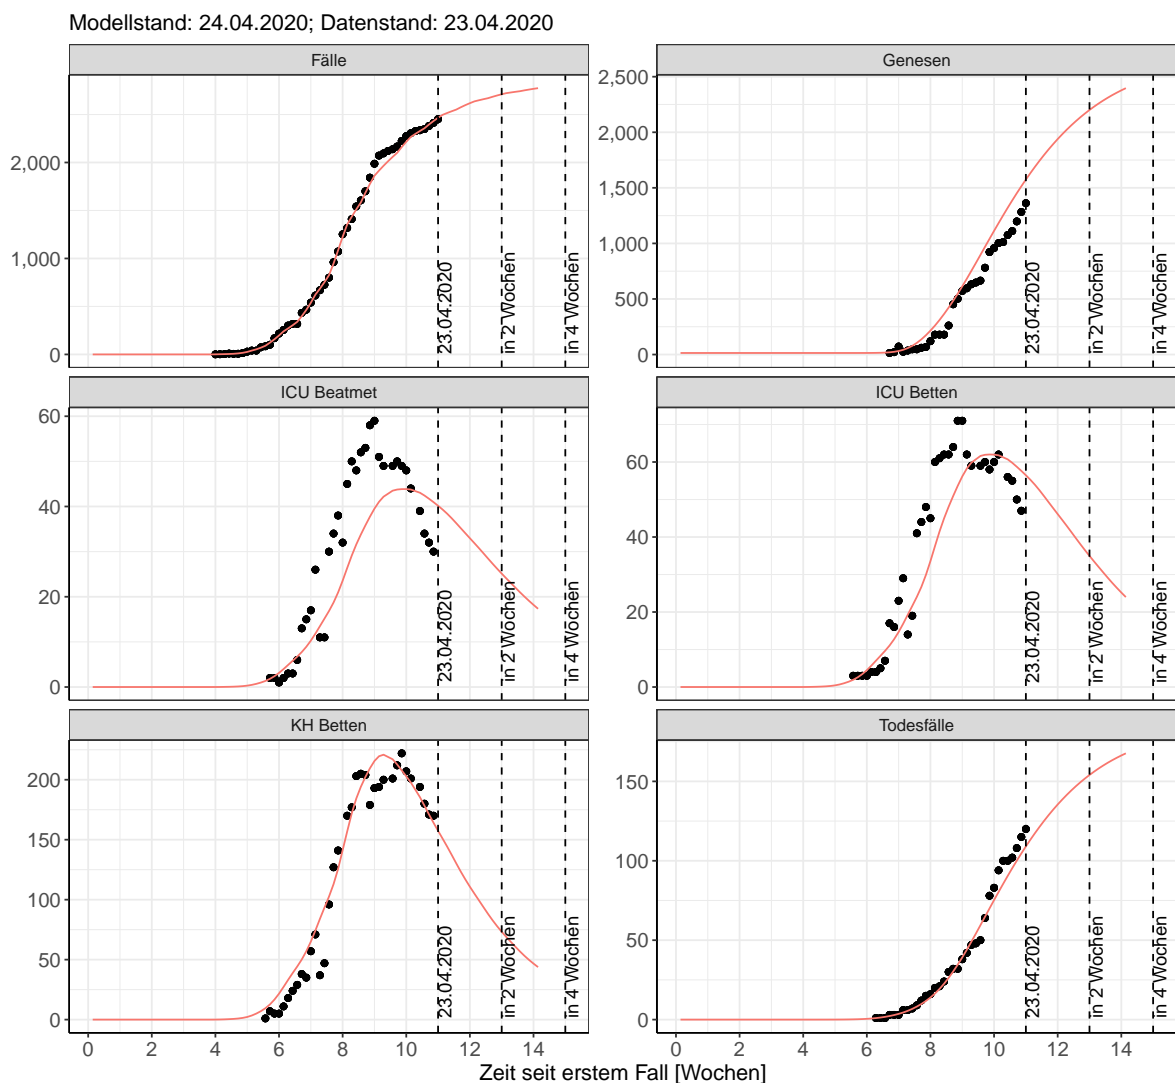 Modellstand: 24.04.2020; Datenstand: 23.04.2020
Fälle
0
1,000
2,000
23.04.2020
in 2 Wochen
in 4 Wochen
Genesen
0
500
1,000
1,500
2,000
2,500
23.04.2020
in 2 Wochen
in 4 Wochen
ICU Beatmet
0
20
40
60
23.04.2020
in 2 Wochen
in 4 Wochen
ICU Betten
0
20
40
60
23.04.2020
in 2 Wochen
in 4 Wochen
KH Betten
0
50
100
150
200
23.04.2020
in 2 Wochen
in 4 Wochen
0 2 4 6 8 10 12 14
Todesfälle
0
50
100
150
23.04.2020
in 2 Wochen
in 4 Wochen
0 2 4 6 8 10 12 14
Zeit seit erstem Fall [Wochen]